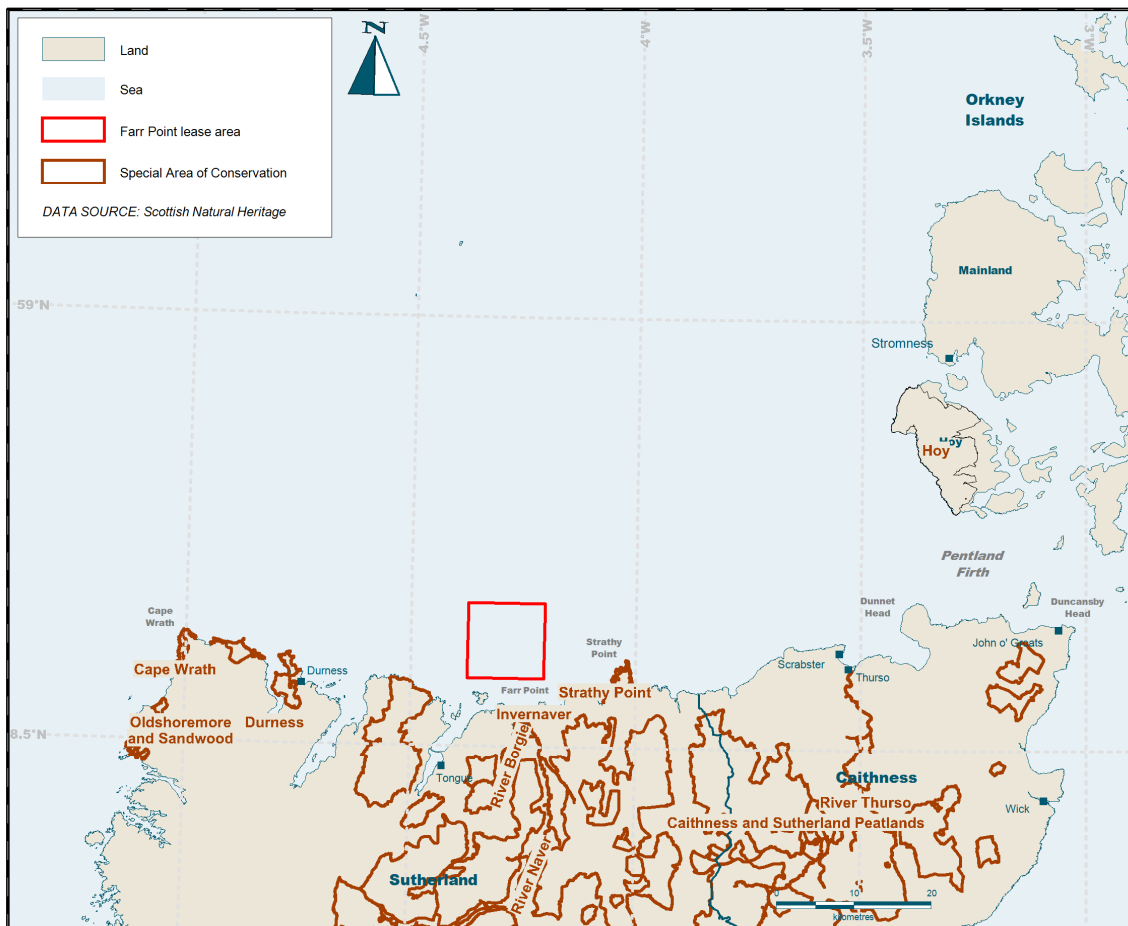 Land
Sea
Farr Point lease area
Special Area of Conservation
DATA SOURCE: Scottish Natural Heritage
N
4.5°W
4°W
3.5°W
3°W
Orkney
Islands
Mainland
59°N
Stromness
Hoy
Hoy
Pentland
Firth
Cape
Wrath
Dunnet
Head
Duncansby
Head
Strathy
Point
John o' Groats
Scrabster
Thurso
Cape Wrath
Durness
Farr Point
Strathy Point
Invernaver
Oldshoremore
and Sandwood
Durness
8.5°N
River Borgie
Tongue
Caithness
River Thurso
Wick
Caithness and Sutherland Peatlands
River Naver
Sutherland
0 10 20
kilometres